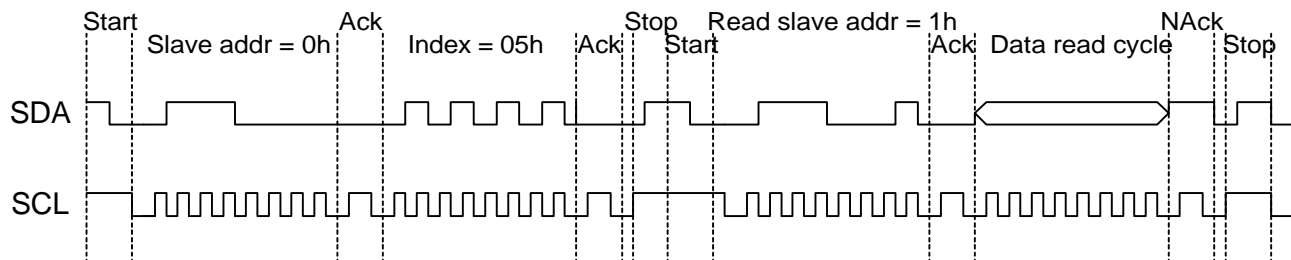 Start Ack Stop Read slave addr = 1h NAck
Slave addr = 0h Index = 05h Ack Start Ack Data read cycle Stop
SDA
SCL